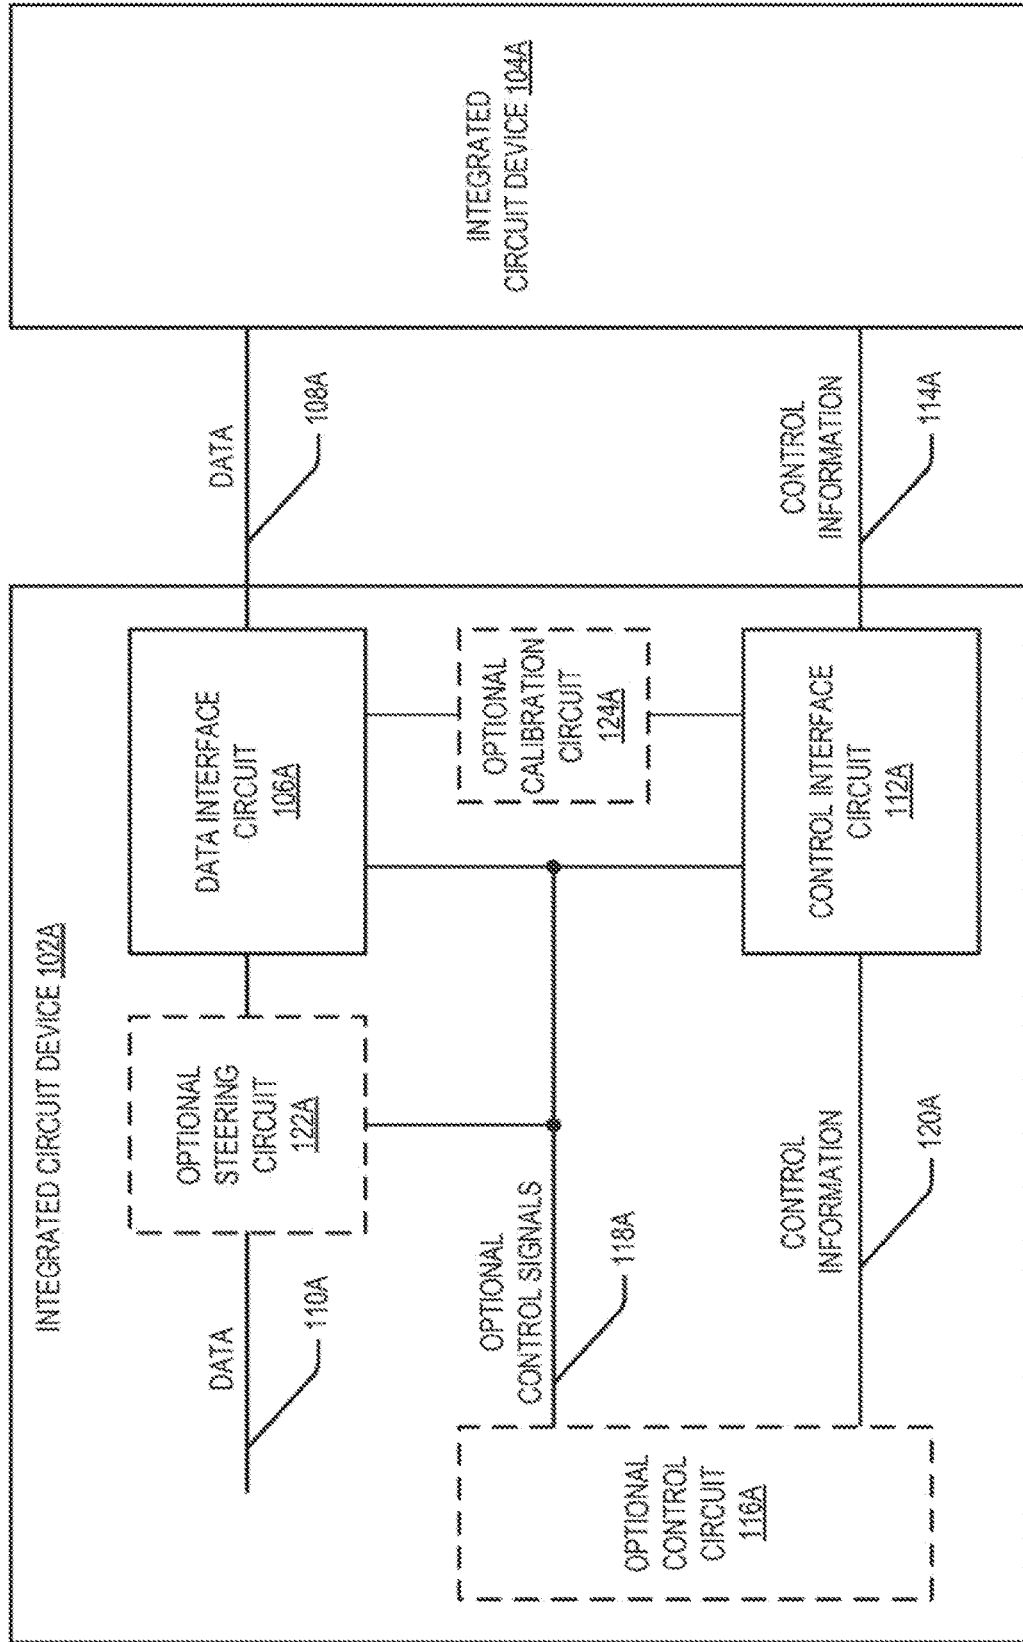 INTEGRATED CIRCUIT DEVICE 102A
DATA
110A
OPTIONAL
STEERING
CIRCUIT
122A
DATA INTERFACE
CIRCUIT
106A
DATA
108A
INTEGRATED
CIRCUIT DEVICE 104A
OPTIONAL
CONTROL SIGNALS
118A
OPTIONAL
CALIBRATION
CIRCUIT
124A
OPTIONAL
CONTROL
CIRCUIT
116A
CONTROL
INFORMATION
120A
CONTROL INTERFACE
CIRCUIT
112A
CONTROL
INFORMATION
114A